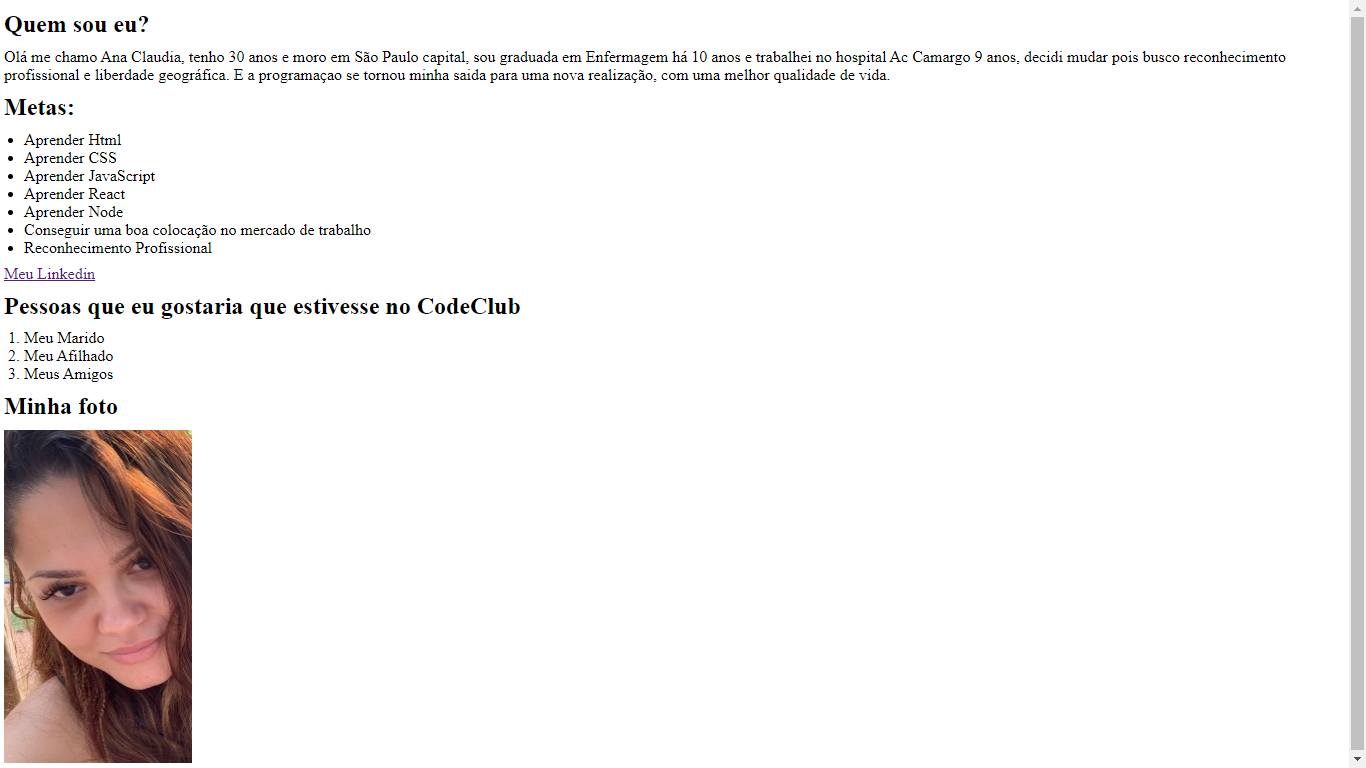 Quem sou eu?
Olá me chamo Ana Claudia, tenho 30 anos e moro em São Paulo capital, sou graduada em Enfermagem há 10 anos e trabalhei no hospital Ac Camargo 9 anos, decidi mudar pois busco reconhecimento
profissional e liberdade geográfica. E a programaçao se tornou minha saida para uma nova realização, com uma melhor qualidade de vida.
Metas:
• Aprender Html
• Aprender CSS
• Aprender JavaScript
• Aprender React
• Aprender Node
• Conseguir uma boa colocação no mercado de trabalho
• Reconhecimento Profissional
Meu Linkedin
Pessoas que eu gostaria que estivesse no CodeClub
1. Meu Marido
2. Meu Afilhado
3. Meus Amigos
Minha foto